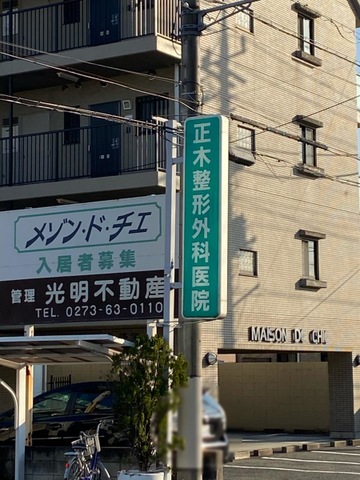 メゾン・ド・チエ
入居者募集
管理 光明不動産
TEL. 0273-63-0110
正木整形外科医院
MAISON DE CHI